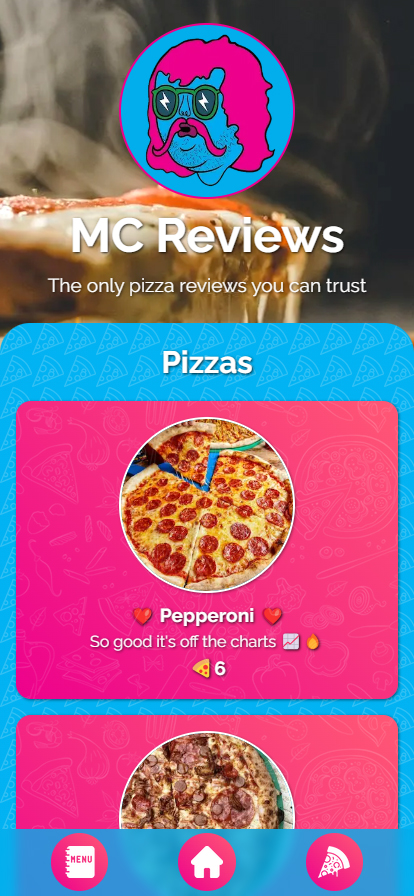 MC Reviews
The only pizza reviews you can trust
Pizzas
❤️ Pepperoni ❤️
So good it's off the charts 📈 🔥
🍕 6
MENU